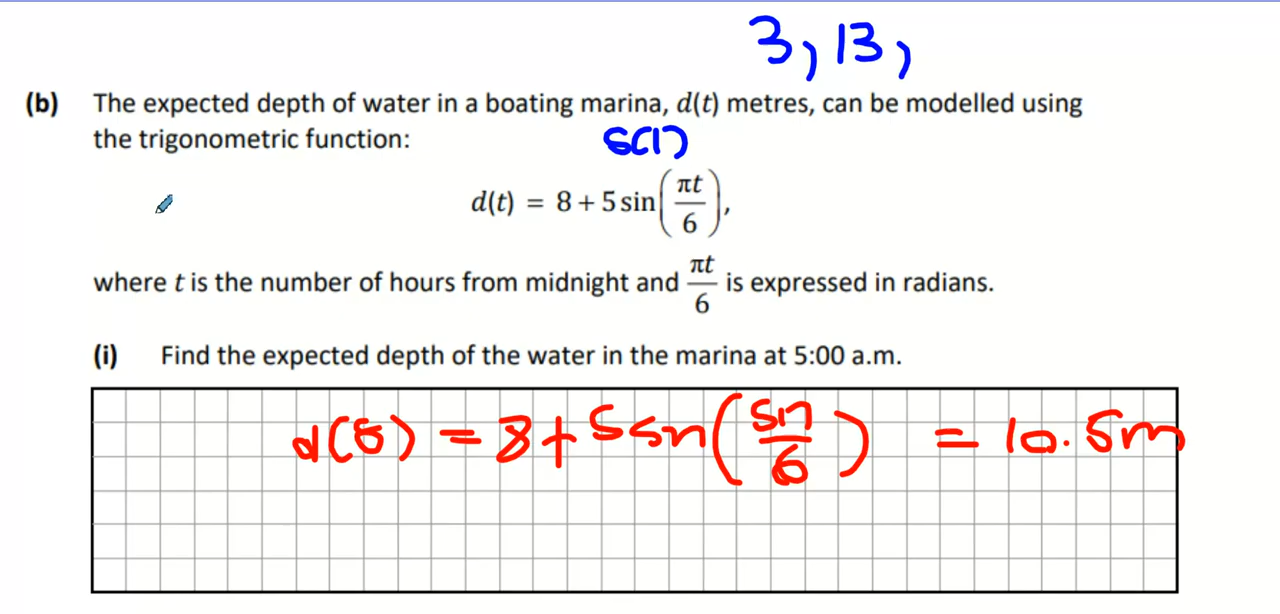 3, 13,
(b) The expected depth of water in a boating marina, d(t) metres, can be modelled using
the trigonometric function:
5(1)
d(t) = 8 + 5 sin(πt/6),
where t is the number of hours from midnight and πt/6 is expressed in radians.
(i) Find the expected depth of the water in the marina at 5:00 a.m.
d(5) = 8 + 5 sin(5π/6) = 10.5m